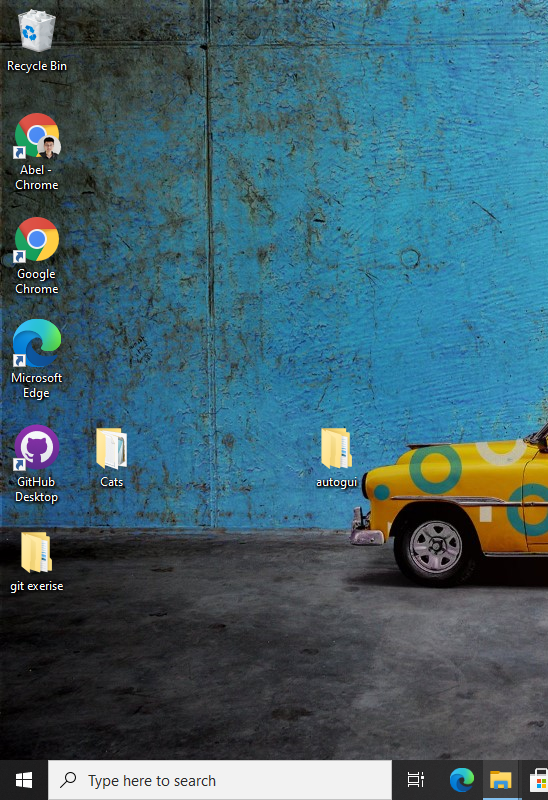 Recycle Bin
Abel -
Chrome
Google
Chrome
Microsoft
Edge
GitHub
Desktop
Cats
autogui
git exerise
Type here to search